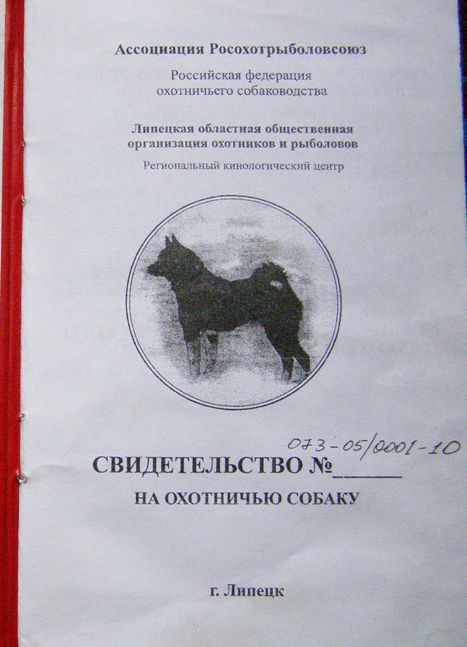 Ассоциация Росохотрыболовсоюз
Российская федерация
охотничьего собаководства
Липецкая областная общественная
организация охотников и рыболовов
Региональный кинологический центр
073-05/0001-10
СВИДЕТЕЛЬСТВО №______
НА ОХОТНИЧЬЮ СОБАКУ
г. Липецк